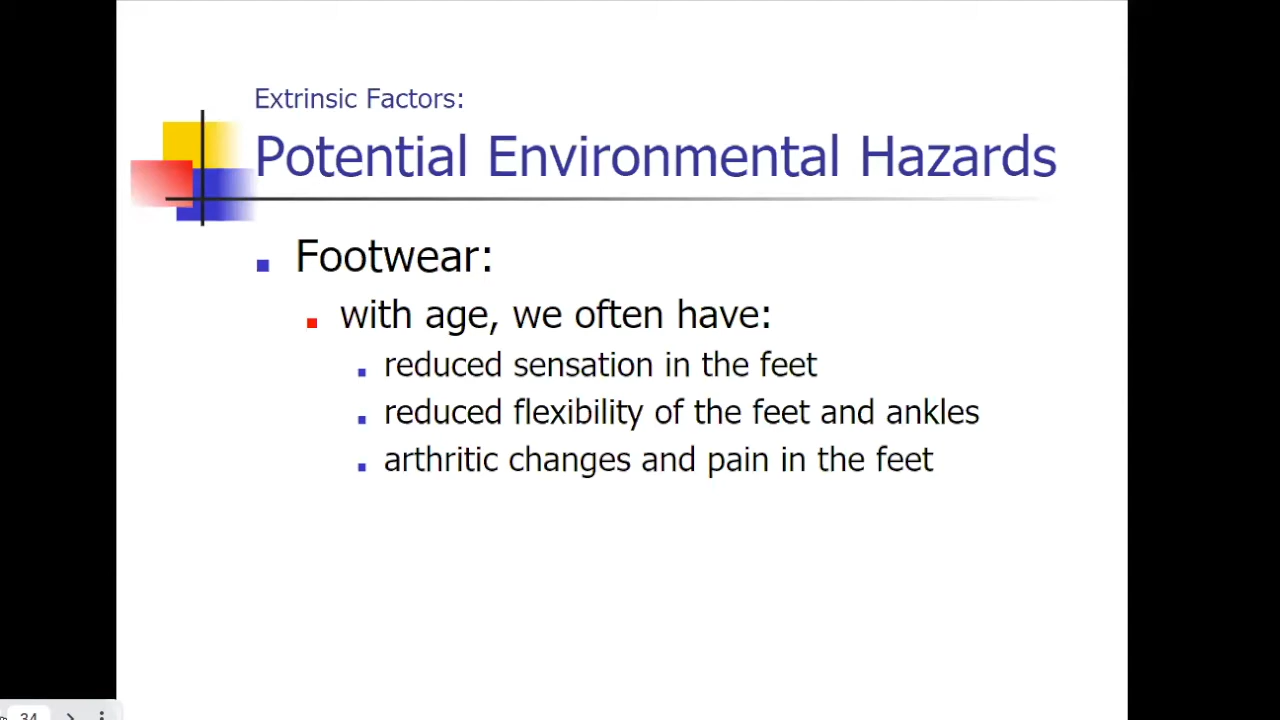 Extrinsic Factors:
Potential Environmental Hazards
Footwear:
with age, we often have:
reduced sensation in the feet
reduced flexibility of the feet and ankles
arthritic changes and pain in the feet
34